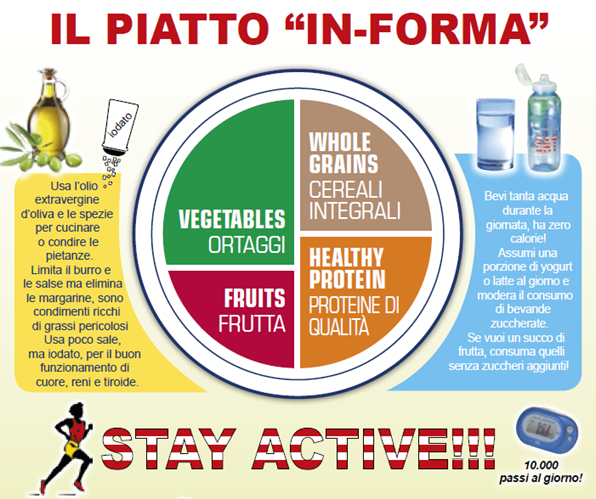 IL PIATTO “IN-FORMA”
iodato
Usa l'olio
extravergine
d'oliva e le spezie
per cucinare
o condire le
pietanze.
Limita il burro e
le salse ma elimina
le margarine, sono
condimenti ricchi
di grassi pericolosi
Usa poco sale,
ma iodato, per il buon
funzionamento di
cuore, reni e tiroide.
VEGETABLES
ORTAGGI
FRUITS
FRUTTA
WHOLE
GRAINS
CEREALI
INTEGRALI
HEALTHY
PROTEIN
PROTEINE DI
QUALITÀ
Bevi tanta acqua
durante la
giornata, ha zero
calorie!
Assumi una
porzione di yogurt
o latte al giorno e
modera il consumo
di bevande
zuccherate.
Se vuoi un succo di
frutta, consuma quelli
senza zuccheri aggiunti!
STAY ACTIVE!!!
10.000
passi al giorno!